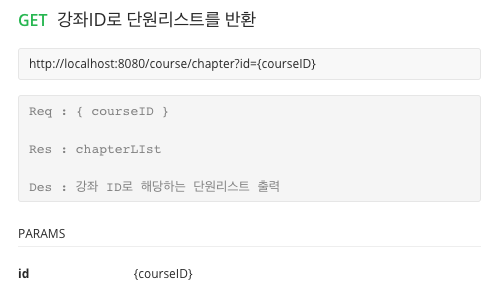 GET 강좌ID로 단원리스트를 반환
http://localhost:8080/course/chapter?id={courseID}
Req : { courseID }
Res : chapterLIst
Des : 강좌 ID로 해당하는 단원리스트 출력
PARAMS
id {courseID}